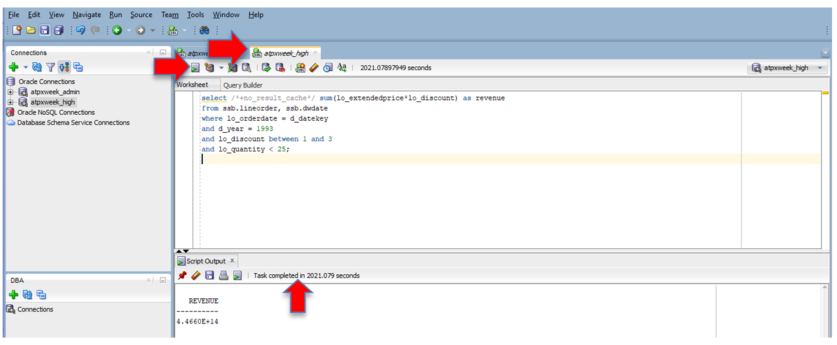 File Edit View Navigate Run Source Team Tools Window Help
Connections
atpxweek_high
2021.07897949 seconds
atpxweek_high
Worksheet Query Builder
Oracle Connections
atpxweek_admin
atpxweek_high
Oracle NoSQL Connections
Database Schema Service Connections
select /*+no_result_cache*/ sum(lo_extendedprice*lo_discount) as revenue
from ssb.lineorder, ssb.dwdate
where lo_orderdate = d_datekey
and d_year = 1993
and lo_discount between 1 and 3
and lo_quantity < 25;
Script Output
Task completed in 2021.079 seconds
DBA
Connections
REVENUE
----------
4.4660E+14